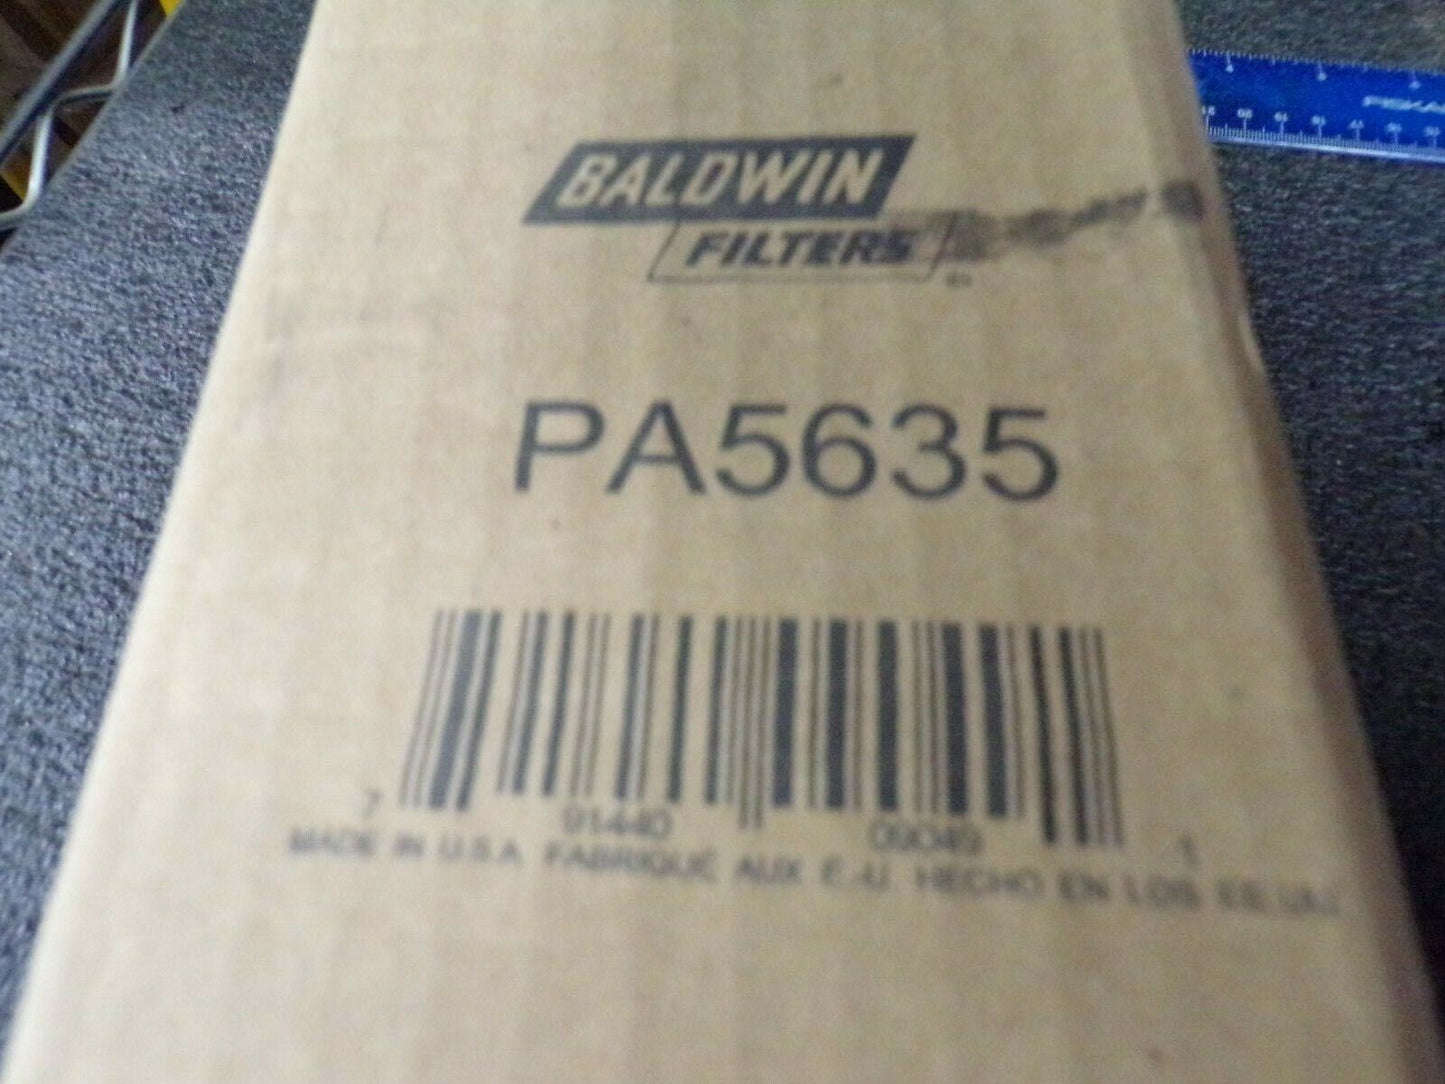 BALDWIN
FILTERS
PA5635
7 91440 09049 1
MADE IN U.S.A. FABRIQUÉ AUX É.-U. HECHO EN LOS EE.UU.